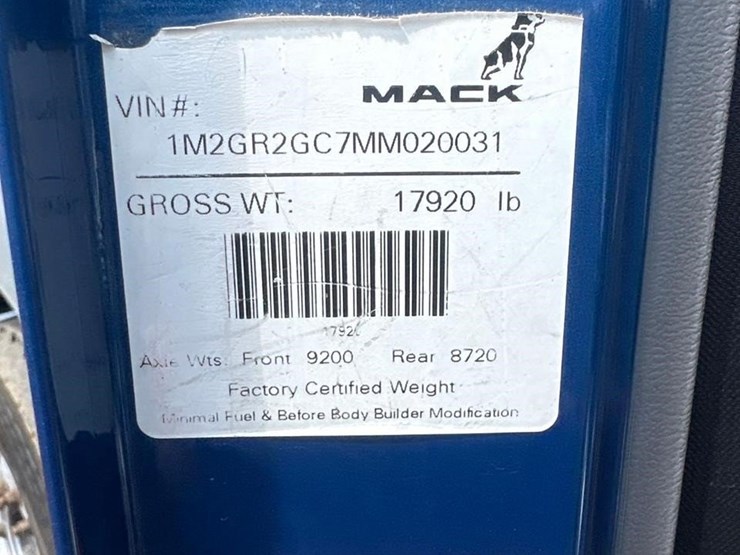 MACK
VIN#:
1M2GR2GC7MM020031
GROSS WT: 17920 lb
Axle Wts: Front 9200 Rear 8720
Factory Certified Weight
Minimal Fuel & Before Body Builder Modification